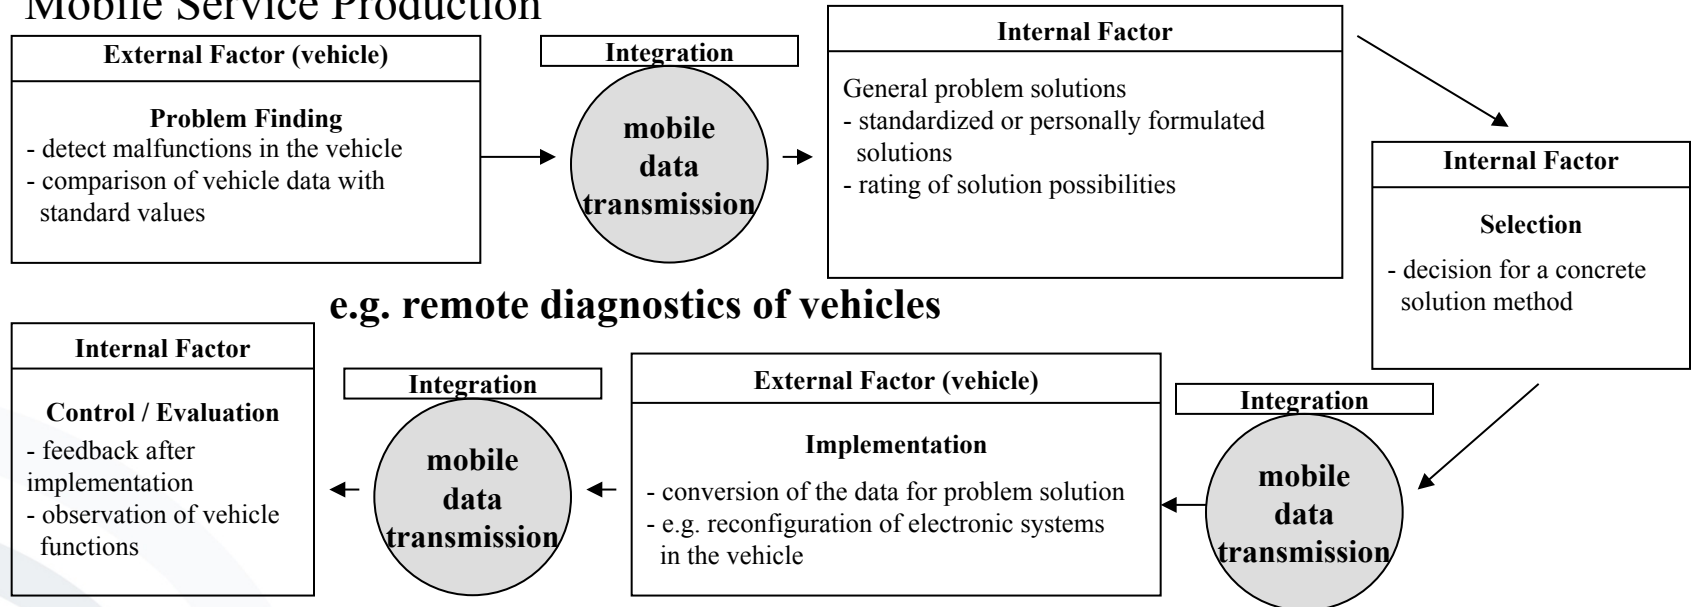 Mobile Service Production
External Factor (vehicle)
Problem Finding
- detect malfunctions in the vehicle
- comparison of vehicle data with
standard values
Integration
mobile
data
transmission
Internal Factor
General problem solutions
- standardized or personally formulated
solutions
- rating of solution possibilities
Internal Factor
Selection
- decision for a concrete
solution method
e.g. remote diagnostics of vehicles
Integration
mobile
data
transmission
External Factor (vehicle)
Implementation
- conversion of the data for problem solution
- e.g. reconfiguration of electronic systems
in the vehicle
Integration
mobile
data
transmission
Internal Factor
Control / Evaluation
- feedback after
implementation
- observation of vehicle
functions